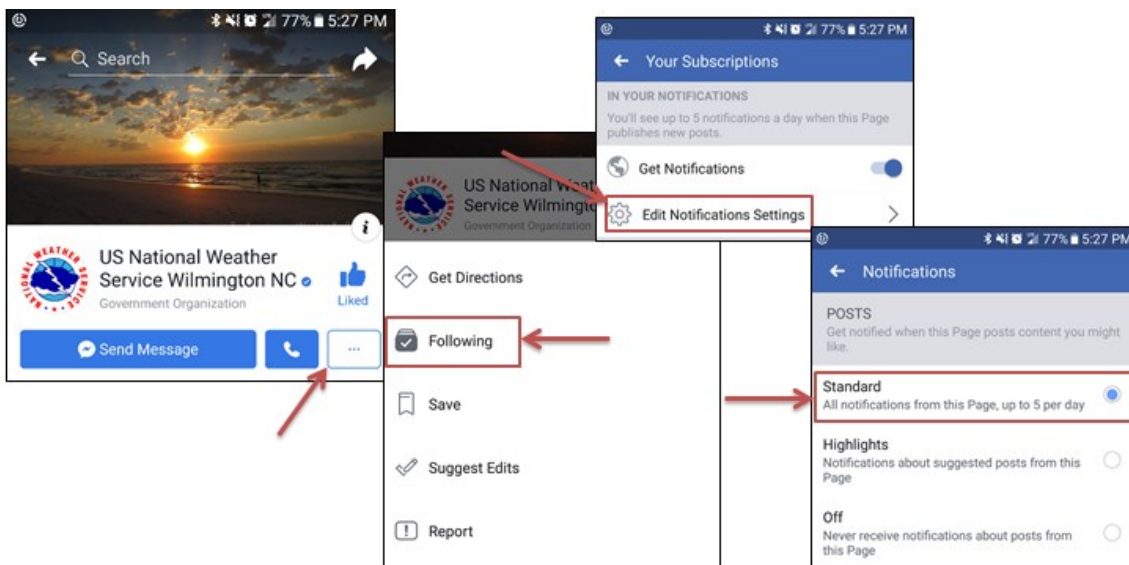 77% 5:27 PM
Search
i
US National Weather
Service Wilmington NC
Government Organization
Liked
Send Message
...
NATIONAL WEATHER SERVICE
US National Weat
Service Wilmingt
Government Organization
Get Directions
Following
Save
Suggest Edits
Report
77% 5:27 PM
Your Subscriptions
IN YOUR NOTIFICATIONS
You'll see up to 5 notifications a day when this Page
publishes new posts.
Get Notifications
Edit Notifications Settings
77% 5:27 PM
Notifications
POSTS
Get notified when this Page posts content you might
like.
Standard
All notifications from this Page, up to 5 per day
Highlights
Notifications about suggested posts from this
Page
Off
Never receive notifications about posts from
this Page